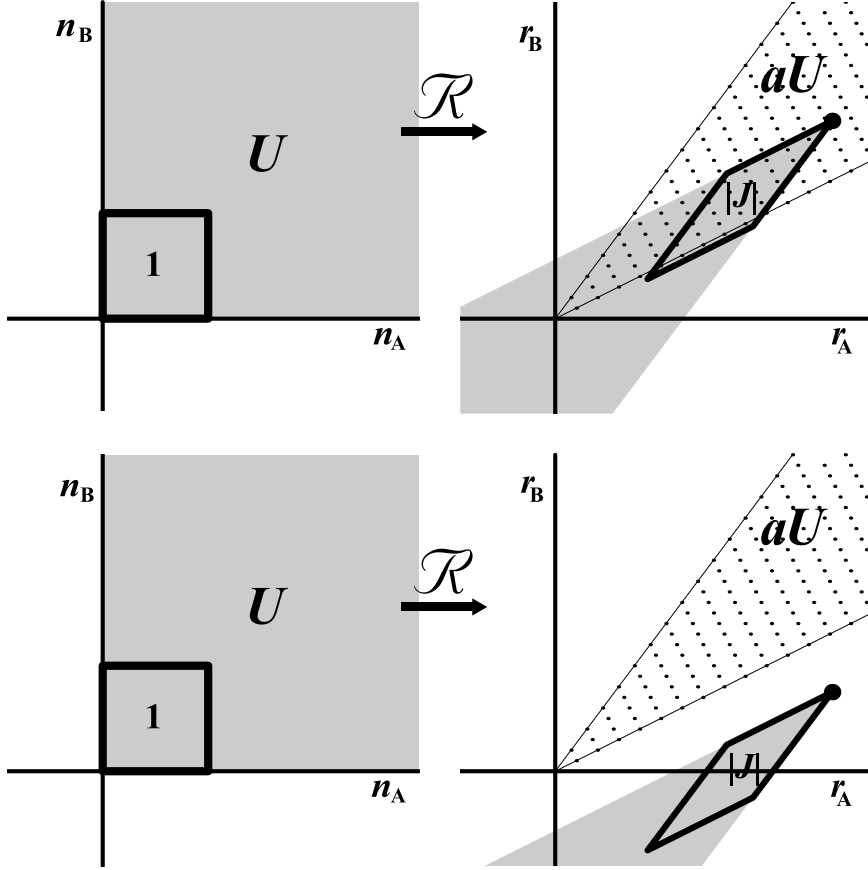 n_B
r_B
aU
ℛ
U
|J|
1
n_A
r_A
n_B
r_B
aU
ℛ
U
1
|J|
n_A
r_A